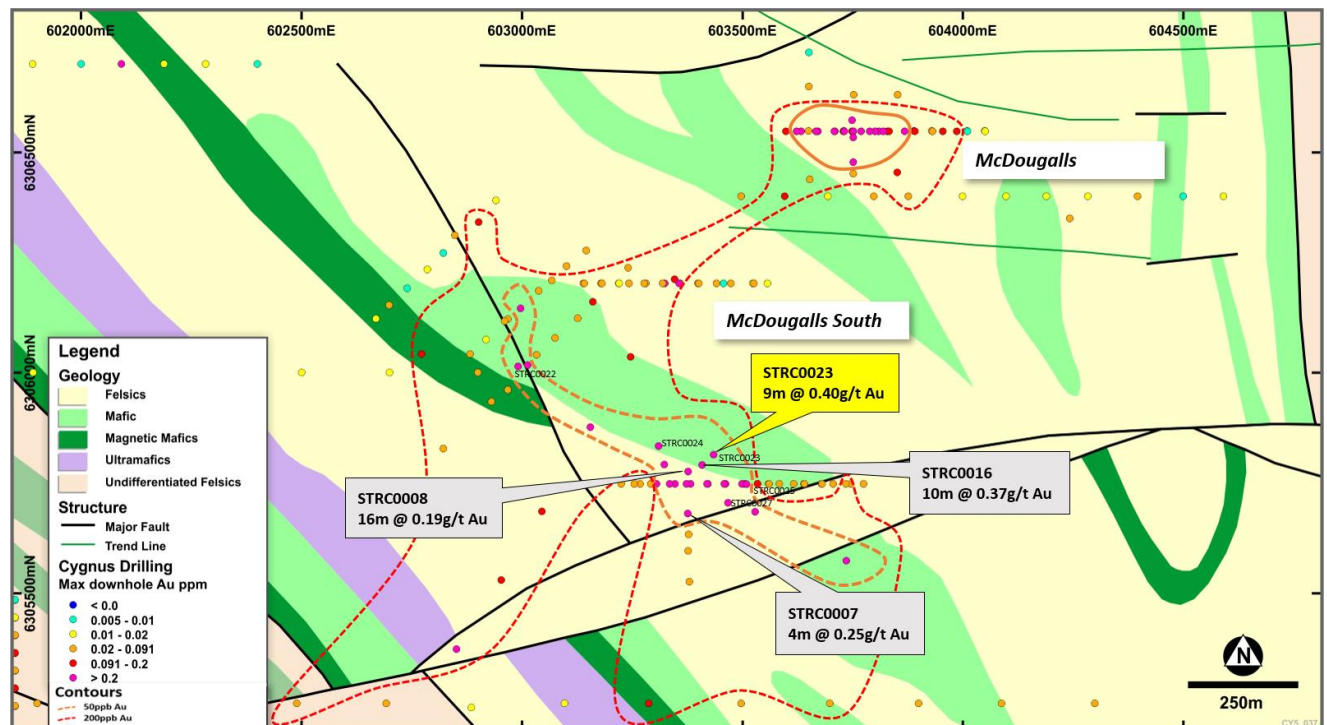 602000mE 602500mE 603000mE 603500mE 604000mE 604500mE
6306500mN
McDougalls
McDougalls South
6306000mN
STRC0022
STRC0023
9m @ 0.40g/t Au
STRC0024
STRC0023
STRC0016
10m @ 0.37g/t Au
STRC0008
16m @ 0.19g/t Au
STRC0025
STRC0027
6305500mN
STRC0007
4m @ 0.25g/t Au
Legend
Geology
Felsics
Mafic
Magnetic Mafics
Ultramafics
Undifferentiated Felsics
Structure
Major Fault
Trend Line
Cygnus Drilling
Max downhole Au ppm
< 0.0
0.005 - 0.01
0.01 - 0.02
0.02 - 0.091
0.091 - 0.2
> 0.2
Contours
50ppb Au
200ppb Au
N
250m
CY5_037